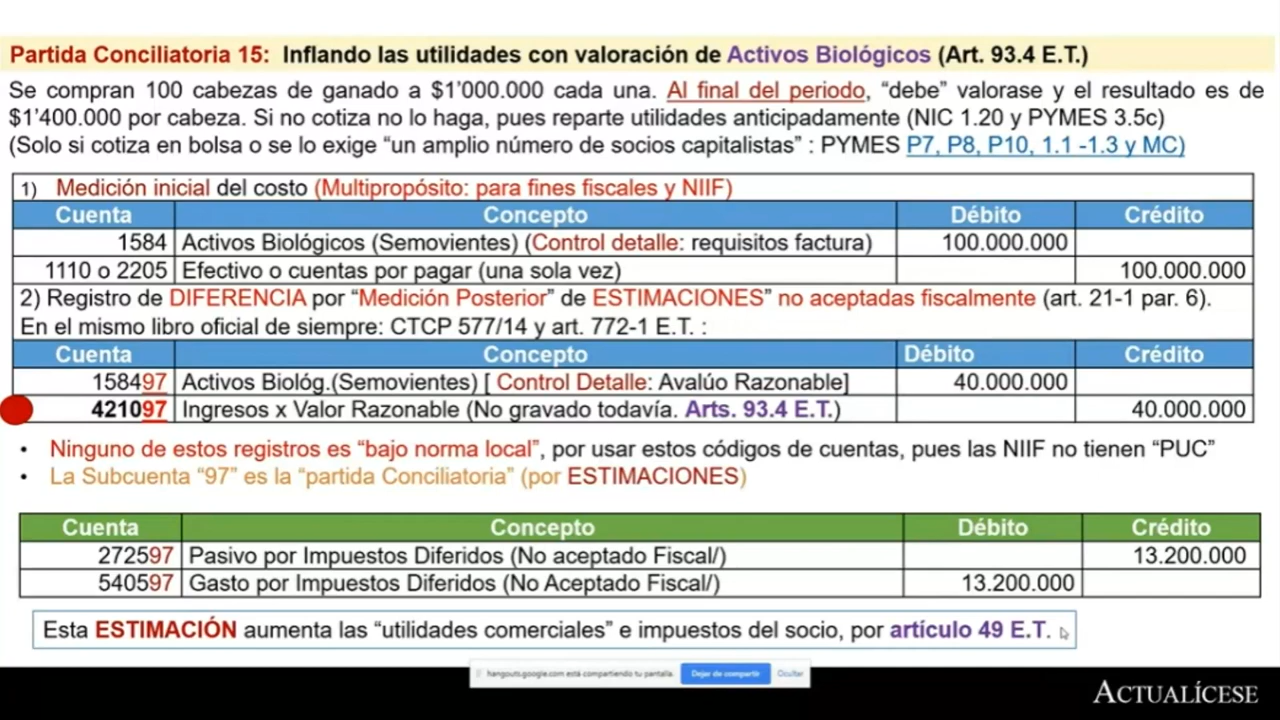 Partida Conciliatoria 15: Inflando las utilidades con valoración de Activos Biológicos (Art. 93.4 E.T.)
Se compran 100 cabezas de ganado a $1'000.000 cada una. Al final del periodo, “debe” valorase y el resultado es de
$1'400.000 por cabeza. Si no cotiza no lo haga, pues reparte utilidades anticipadamente (NIC 1.20 y PYMES 3.5c)
(Solo si cotiza en bolsa o se lo exige “un amplio número de socios capitalistas” : PYMES P7, P8, P10, 1.1 -1.3 y MC)
1) Medición inicial del costo (Multipropósito: para fines fiscales y NIIF)
Cuenta Concepto Débito Crédito
1584 Activos Biológicos (Semovientes) (Control detalle: requisitos factura) 100.000.000
1110 o 2205 Efectivo o cuentas por pagar (una sola vez) 100.000.000
2) Registro de DIFERENCIA por “Medición Posterior” de ESTIMACIONES” no aceptadas fiscalmente (art. 21-1 par. 6).
En el mismo libro oficial de siempre: CTCP 577/14 y art. 772-1 E.T. :
Cuenta Concepto Débito Crédito
158497 Activos Biológ.(Semovientes) [ Control Detalle: Avalúo Razonable] 40.000.000
421097 Ingresos x Valor Razonable (No gravado todavía. Arts. 93.4 E.T.) 40.000.000
• Ninguno de estos registros es “bajo norma local”, por usar estos códigos de cuentas, pues las NIIF no tienen “PUC”
• La Subcuenta “97” es la “partida Conciliatoria” (por ESTIMACIONES)
Cuenta Concepto Débito Crédito
272597 Pasivo por Impuestos Diferidos (No aceptado Fiscal/) 13.200.000
540597 Gasto por Impuestos Diferidos (No Aceptado Fiscal/) 13.200.000
Esta ESTIMACIÓN aumenta las “utilidades comerciales” e impuestos del socio, por artículo 49 E.T.
hangouts.google.com está compartiendo tu pantalla. Dejar de compartir Ocultar
ACTUALÍCESE